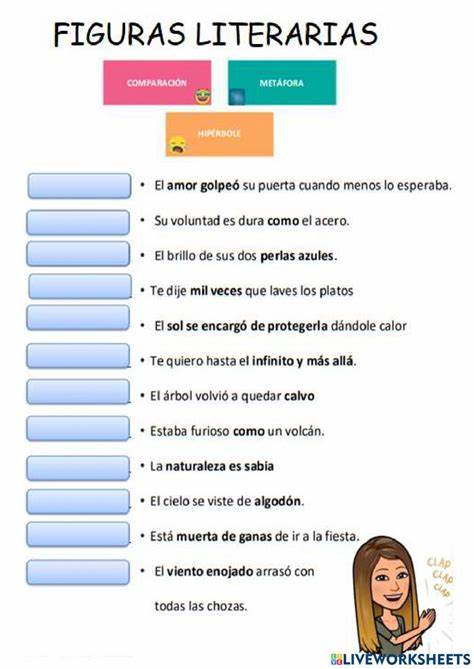 FIGURAS LITERARIAS
COMPARACIÓN
METÁFORA
HIPÉRBOLE
• El amor golpeó su puerta cuando menos lo esperaba.
• Su voluntad es dura como el acero.
• El brillo de sus dos perlas azules.
• Te dije mil veces que laves los platos
• El sol se encargó de protegerla dándole calor
• Te quiero hasta el infinito y más allá.
• El árbol volvió a quedar calvo
• Estaba furioso como un volcán.
• La naturaleza es sabia
• El cielo se viste de algodón.
• Está muerta de ganas de ir a la fiesta.
• El viento enojado arrasó con
todas las chozas.
CLAP
CLAP
CLAP
LIVEWORKSHEETS